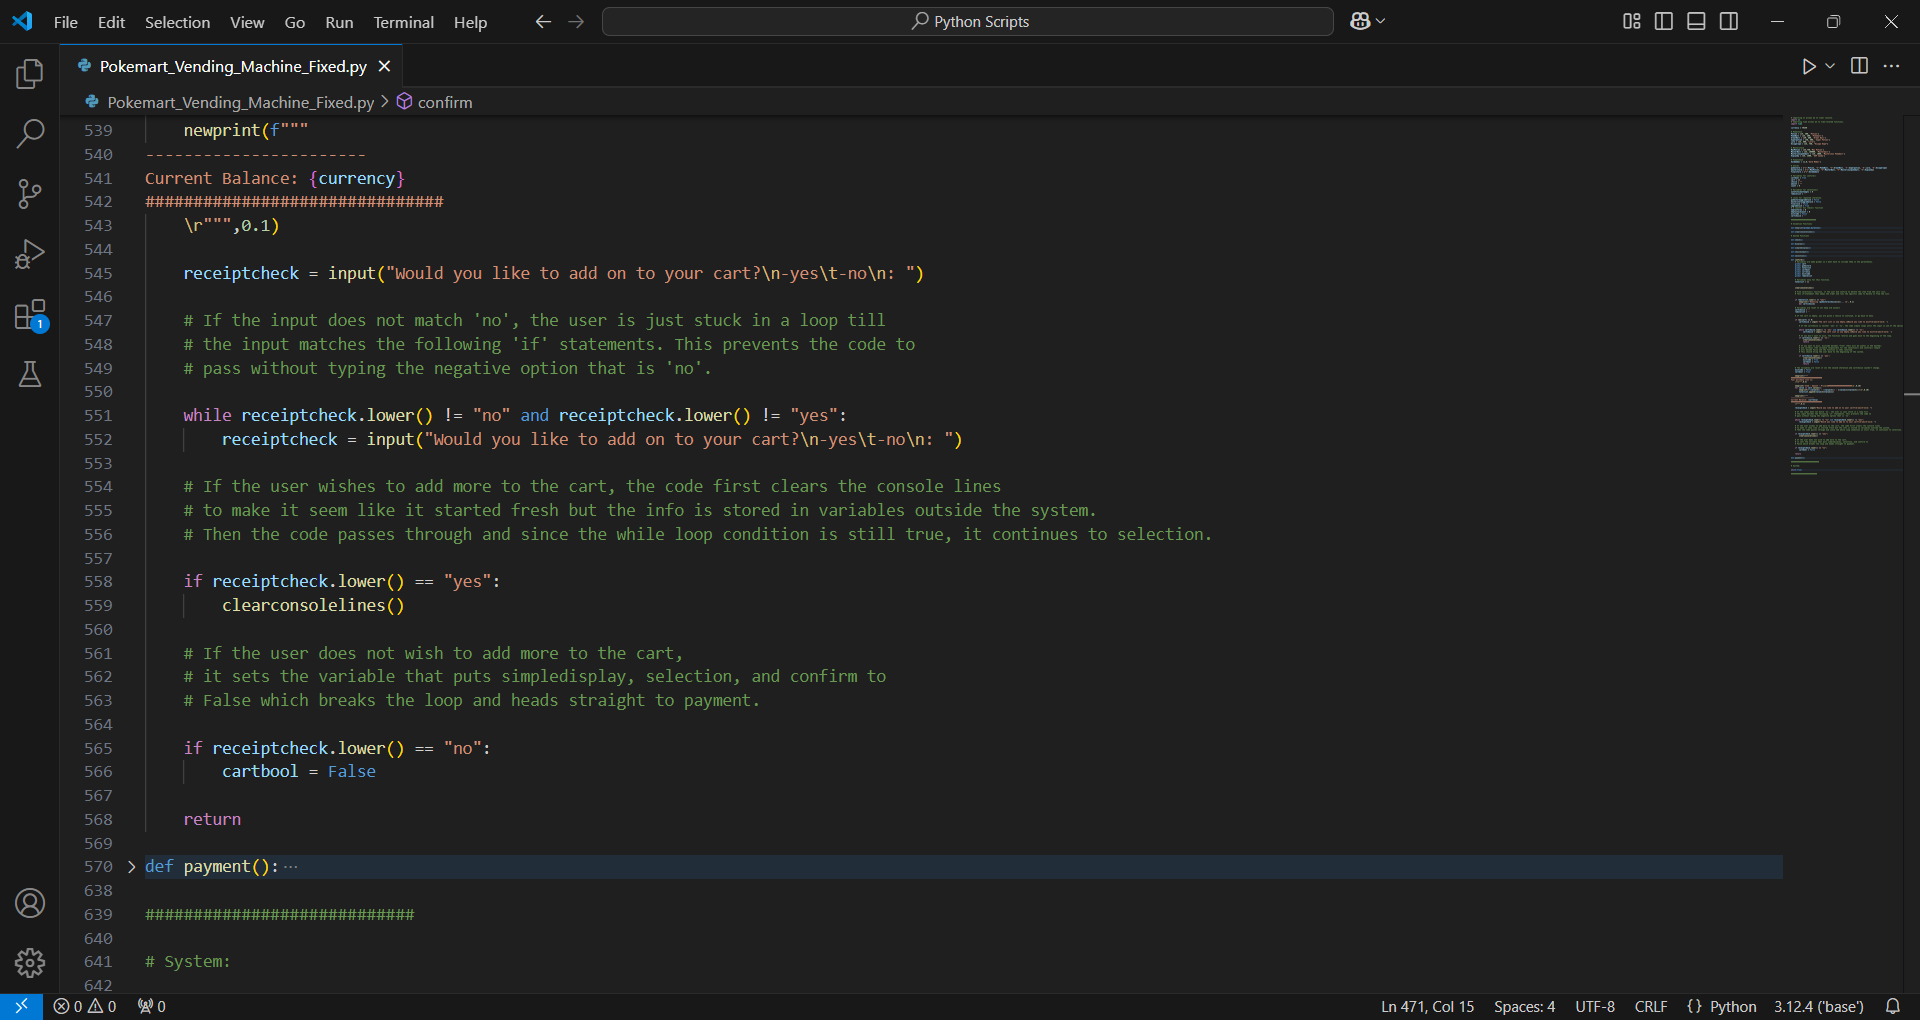 File Edit Selection View Go Run Terminal Help Python Scripts
Pokemart_Vending_Machine_Fixed.py
Pokemart_Vending_Machine_Fixed.py > confirm
539 newprint(f"""
540 -----------------------
541 Current Balance: {currency}
542 ###############################
543 \r""",0.1)
544
545 receiptcheck = input("Would you like to add on to your cart?\n-yes\t-no\n: ")
546
547 # If the input does not match 'no', the user is just stuck in a loop till
548 # the input matches the following 'if' statements. This prevents the code to
549 # pass without typing the negative option that is 'no'.
550
551 while receiptcheck.lower() != "no" and receiptcheck.lower() != "yes":
552 receiptcheck = input("Would you like to add on to your cart?\n-yes\t-no\n: ")
553
554 # If the user wishes to add more to the cart, the code first clears the console lines
555 # to make it seem like it started fresh but the info is stored in variables outside the system.
556 # Then the code passes through and since the while loop condition is still true, it continues to selection.
557
558 if receiptcheck.lower() == "yes":
559 clearconsolelines()
560
561 # If the user does not wish to add more to the cart,
562 # it sets the variable that puts simpledisplay, selection, and confirm to
563 # False which breaks the loop and heads straight to payment.
564
565 if receiptcheck.lower() == "no":
566 cartbool = False
567
568 return
569
570 def payment(): ...
638
639 ############################
640
641 # System:
642
1
0 0 0 Ln 471, Col 15 Spaces: 4 UTF-8 CRLF {} Python 3.12.4 ('base')